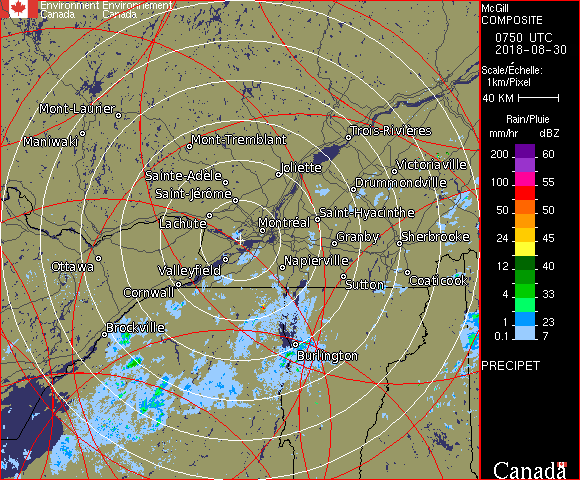 Environment Environnement
Canada Canada
McGill
COMPOSITE
0750 UTC
2018-08-30
Scale/Échelle:
1km/Pixel
40 KM
Rain/Pluie
mm/hr dBZ
200 60
100 55
50 50
24 45
12 40
4 33
0.1 7
2 23
PRECIPET
Canada
Mont-Laurier
Maniwaki
Mont-Tremblant
Trois-Rivières
Joliette
Victoriaville
Sainte-Adèle
Drummondville
Saint-Jérôme
Lachute
Saint-Hyacinthe
Montréal
Granby
Sherbrooke
Ottawa
Valleyfield
Napierville
Cornwall
Sutton
Coaticook
Brockville
Burlington